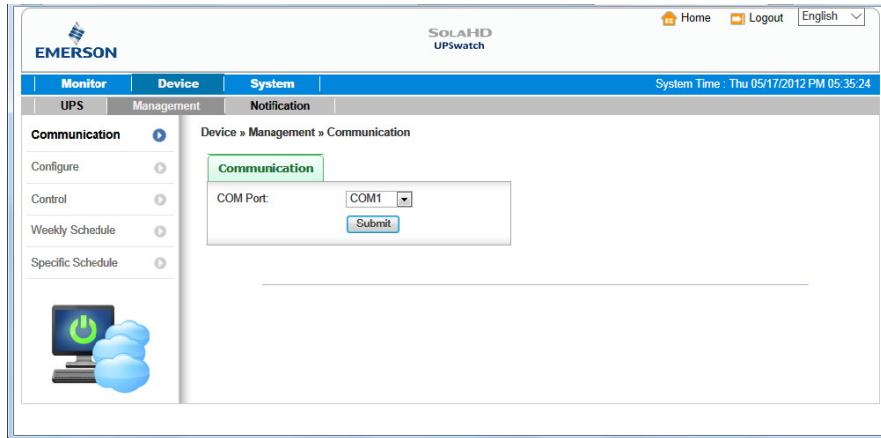 Home Logout English
EMERSON
SOLAHD
UPSwatch
Monitor Device System System Time : Thu 05/17/2012 PM 05:35:24
UPS Management Notification
Communication
Configure
Control
Weekly Schedule
Specific Schedule
Device » Management » Communication
Communication
COM Port: COM1
Submit